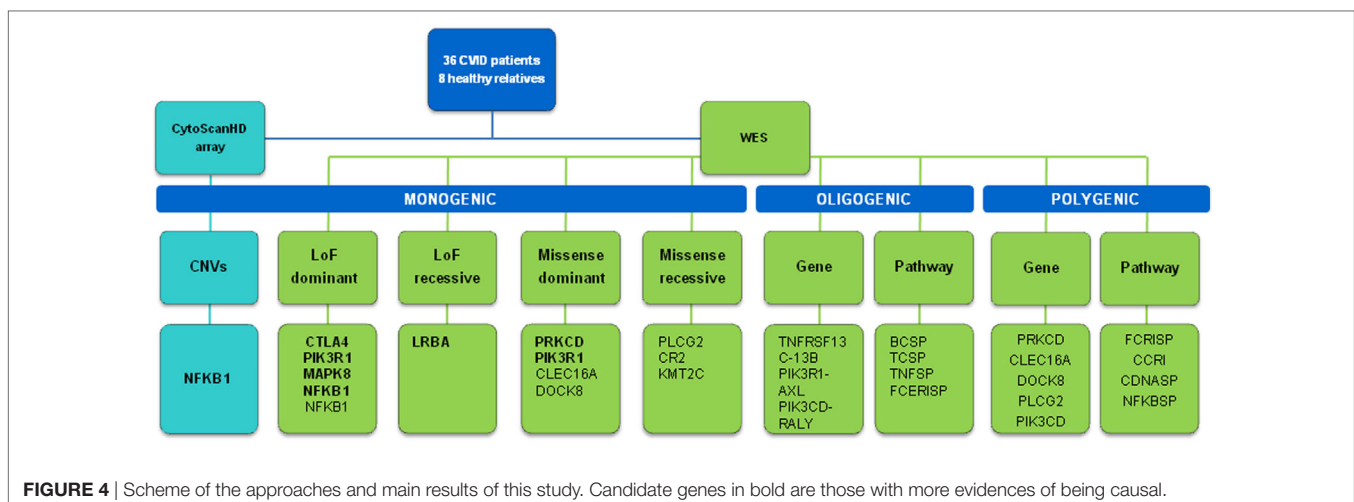 36 CVID patients
8 healthy relatives
CytoScanHD
array
WES
MONOGENIC
OLIGOGENIC
POLYGENIC
CNVs
LoF
dominant
LoF
recessive
Missense
dominant
Missense
recessive
Gene
Pathway
Gene
Pathway
NFKB1
CTLA4
PIK3R1
MAPK8
NFKB1
NFKB1
LRBA
PRKCD
PIK3R1
CLEC16A
DOCK8
PLCG2
CR2
KMT2C
TNFRSF13
C-13B
PIK3R1-
AXL
PIK3CD-
RALY
BCSP
TCSP
TNFSP
FCERISP
PRKCD
CLEC16A
DOCK8
PLCG2
PIK3CD
FCRISP
CCRI
CDNASP
NFKBSP
FIGURE 4 | Scheme of the approaches and main results of this study. Candidate genes in bold are those with more evidences of being causal.